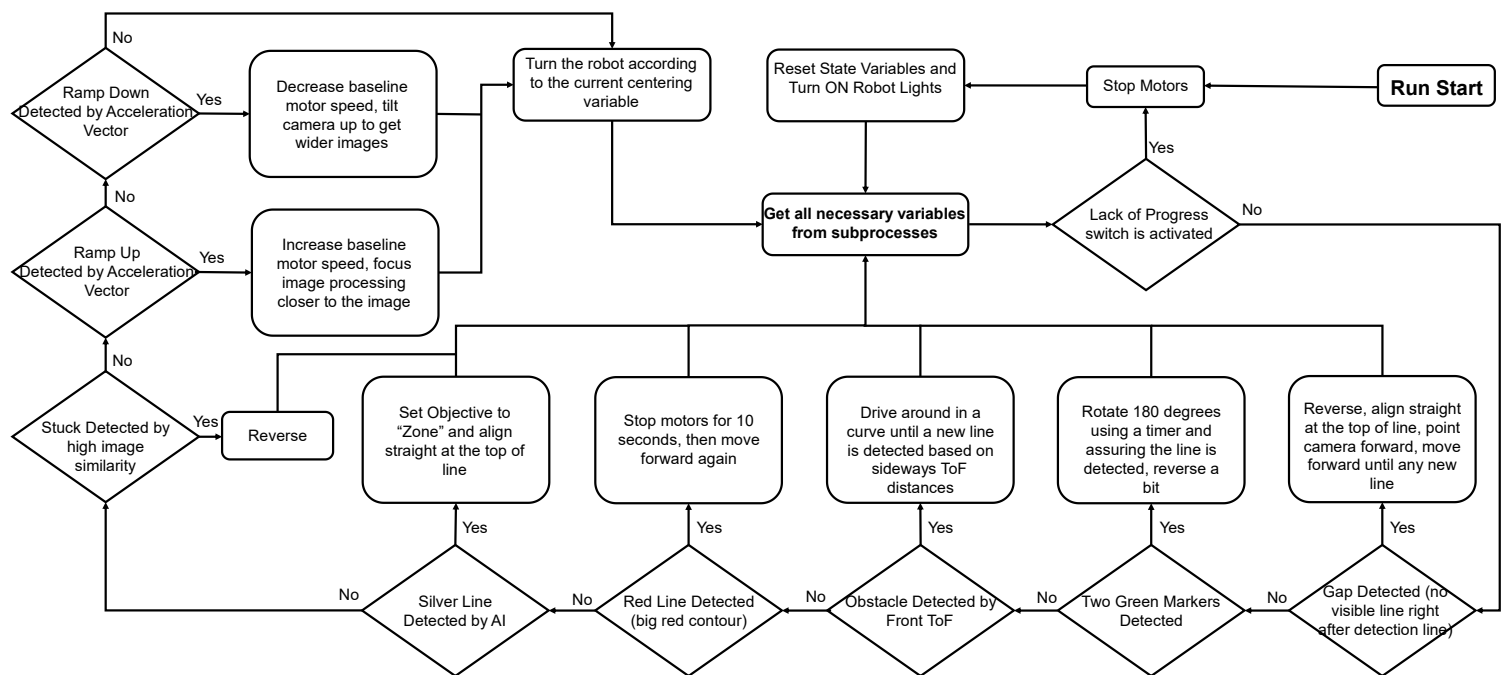 No
Ramp Down
Detected by Acceleration
Vector
Yes
Decrease baseline
motor speed, tilt
camera up to get
wider images
Turn the robot according
to the current centering
variable
Reset State Variables and
Turn ON Robot Lights
Stop Motors
Run Start
No
Ramp Up
Detected by Acceleration
Vector
Yes
Increase baseline
motor speed, focus
image processing
closer to the image
Get all necessary variables
from subprocesses
Yes
Lack of Progress
switch is activated
No
No
Stuck Detected by
high image
similarity
Yes
Reverse
Set Objective to
“Zone” and align
straight at the top of
line
Stop motors for 10
seconds, then move
forward again
Drive around in a
curve until a new line
is detected based on
sideways ToF
distances
Rotate 180 degrees
using a timer and
assuring the line is
detected, reverse a
bit
Reverse, align straight
at the top of line, point
camera forward, move
forward until any new
line
Yes
Yes
Yes
Yes
Yes
No
Silver Line
Detected by AI
No
Red Line Detected
(big red contour)
No
Obstacle Detected by
Front ToF
No
Two Green Markers
Detected
No
Gap Detected (no
visible line right
after detection line)